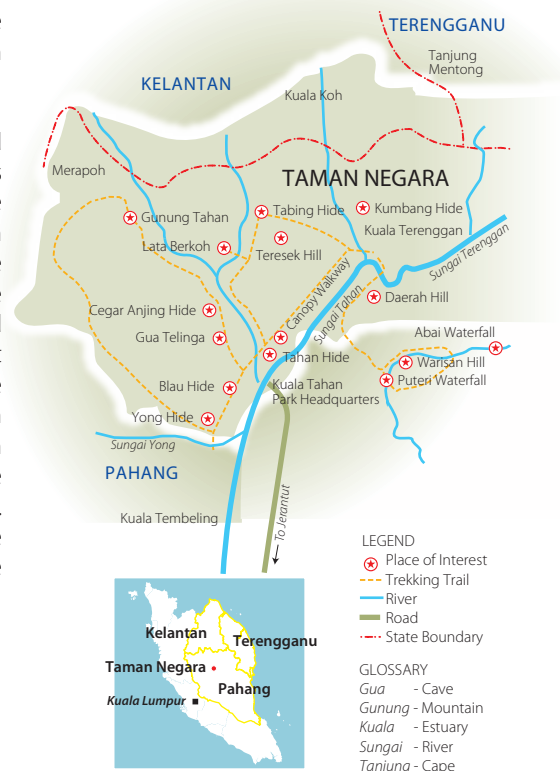 TERENGGANU
Tanjung
Mentong
KELANTAN
Kuala Koh
Merapoh
TAMAN NEGARA
Gunung Tahan
Tabing Hide
Kumbang Hide
Kuala Terenggan
Lata Berkoh
Teresek Hill
Sungai Terenggan
Canopy Walkway
Sungai Tahan
Daerah Hill
Cegar Anjing Hide
Gua Telinga
Abai Waterfall
Tahan Hide
Warisan Hill
Blau Hide
Kuala Tahan
Park Headquarters
Puteri Waterfall
Yong Hide
Sungai Yong
PAHANG
Kuala Tembeling
To Jerantut
LEGEND
Place of Interest
Trekking Trail
River
Road
State Boundary
GLOSSARY
Gua - Cave
Gunung - Mountain
Kuala - Estuary
Sungai - River
Tanjung - Cape
Kelantan
Terengganu
Taman Negara
Pahang
Kuala Lumpur